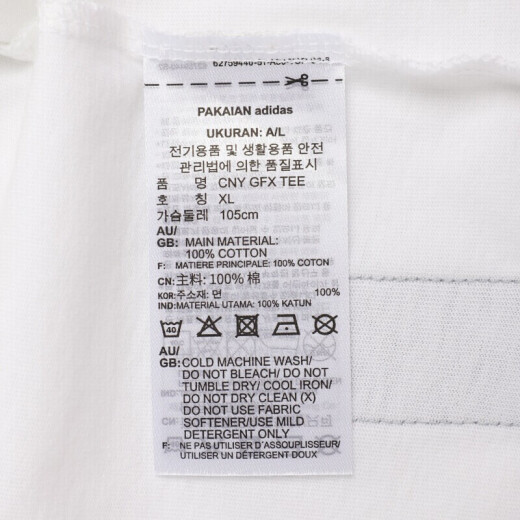 PAKAIAN adidas
UKURAN: A/L
전기용품 및 생활용품 안전
관리법에 의한 품질표시
품 명 CNY GFX TEE
호 칭 XL
가슴둘레 105cm
AU/
GB: MAIN MATERIAL:
100% COTTON
F: MATIERE PRINCIPALE: 100% COTON
CN:主料: 100% 棉
KOR:주소재: 면 100%
IND:MATERIAL UTAMA: 100% KATUN
40
AU/
GB:COLD MACHINE WASH/
DO NOT BLEACH/ DO NOT
TUMBLE DRY/ COOL IRON/
DO NOT DRY CLEAN (X)
DO NOT USE FABRIC
SOFTENER/USE MILD
DETERGENT ONLY
F: NE PAS UTILISER D'ASSOUPLISSEUR/
UTILISER UN DÉTERGENT DOUX